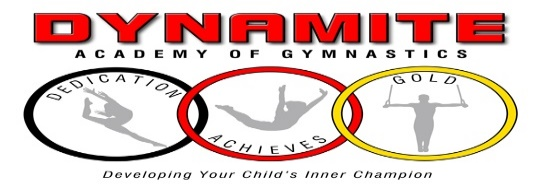 DYNAMITE
ACADEMY OF GYMNASTICS
DEDICATION
ACHIEVES
GOLD
Developing Your Child's Inner Champion